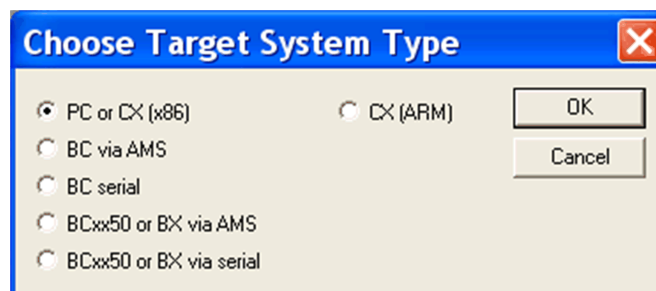 Choose Target System Type
PC or CX (x86)
CX (ARM)
OK
BC via AMS
Cancel
BC serial
BCxx50 or BX via AMS
BCxx50 or BX via serial